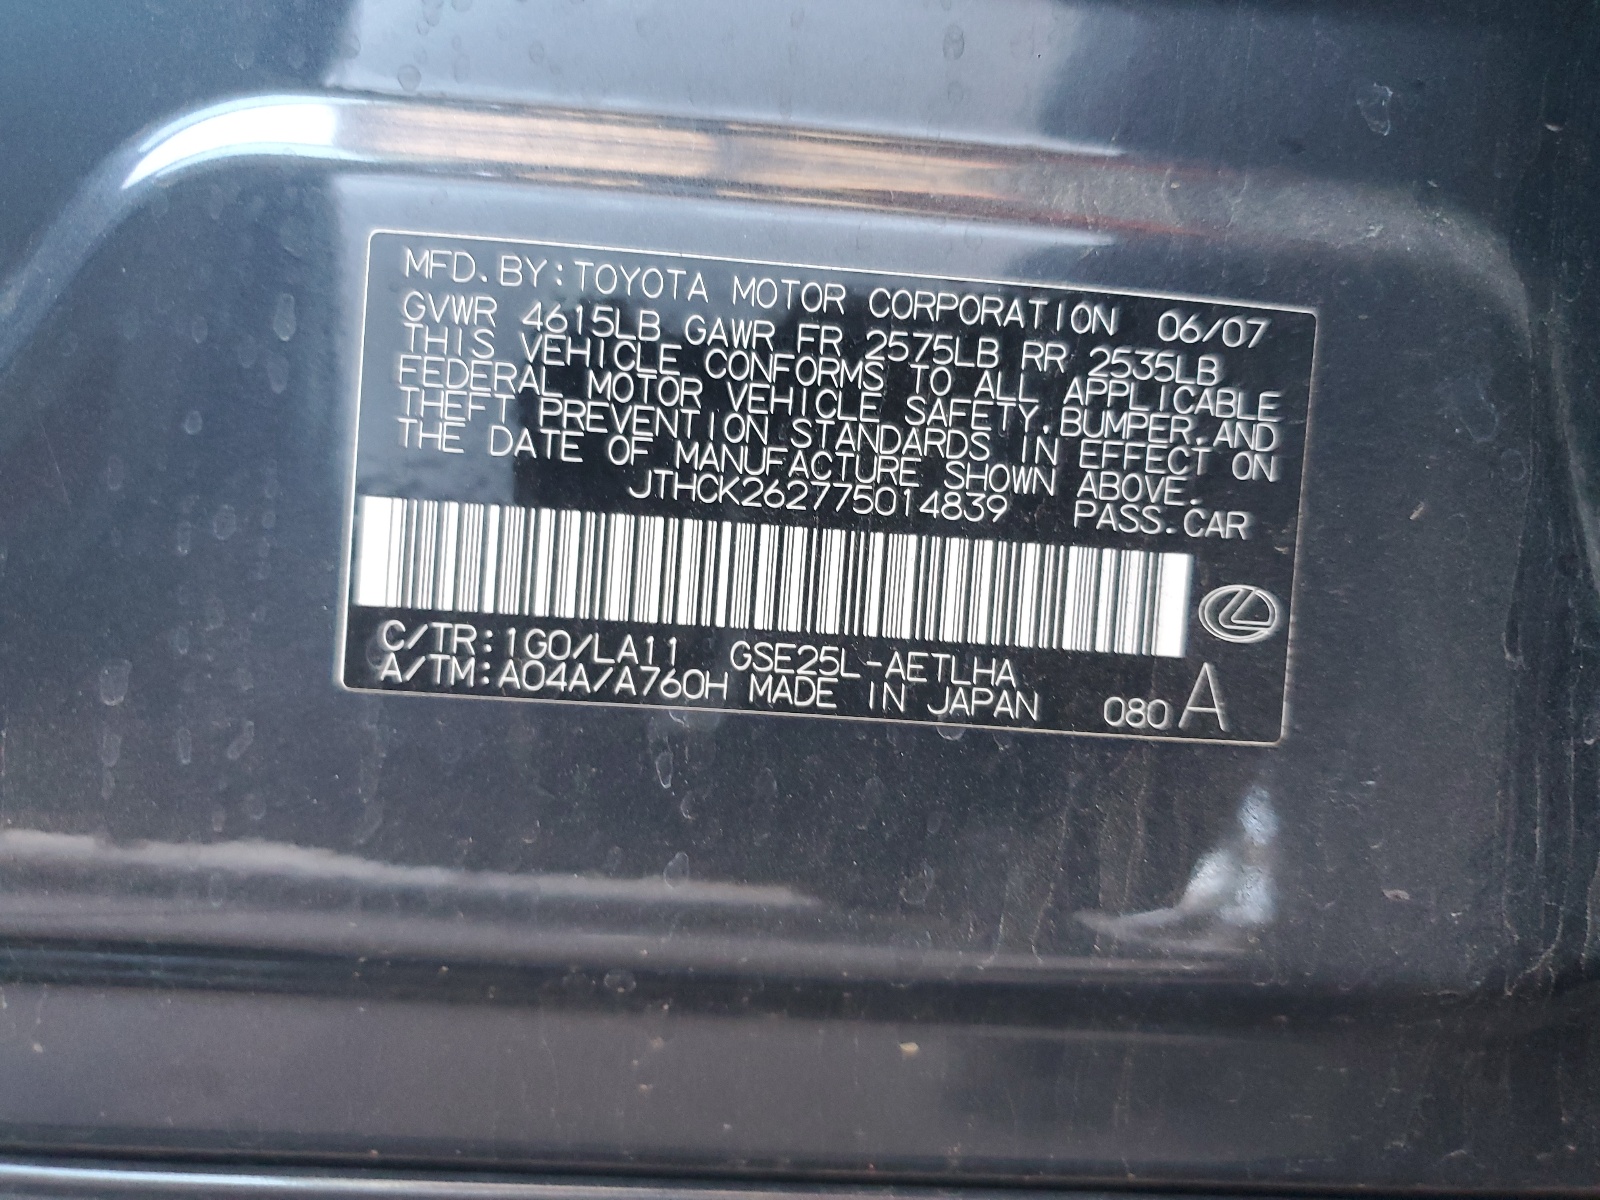 MFD. BY: TOYOTA MOTOR CORPORATION 06/07
GVWR 4615LB GAWR FR 2575LB RR 2535LB
THIS VEHICLE CONFORMS TO ALL APPLICABLE
FEDERAL MOTOR VEHICLE SAFETY, BUMPER, AND
THEFT PREVENTION STANDARDS IN EFFECT ON
THE DATE OF MANUFACTURE SHOWN ABOVE.
JTHCK262775014839 PASS. CAR
C/TR: 1G0/LA11 GSE25L-AETLHA
A/TM: A04A/A760H MADE IN JAPAN 080 A